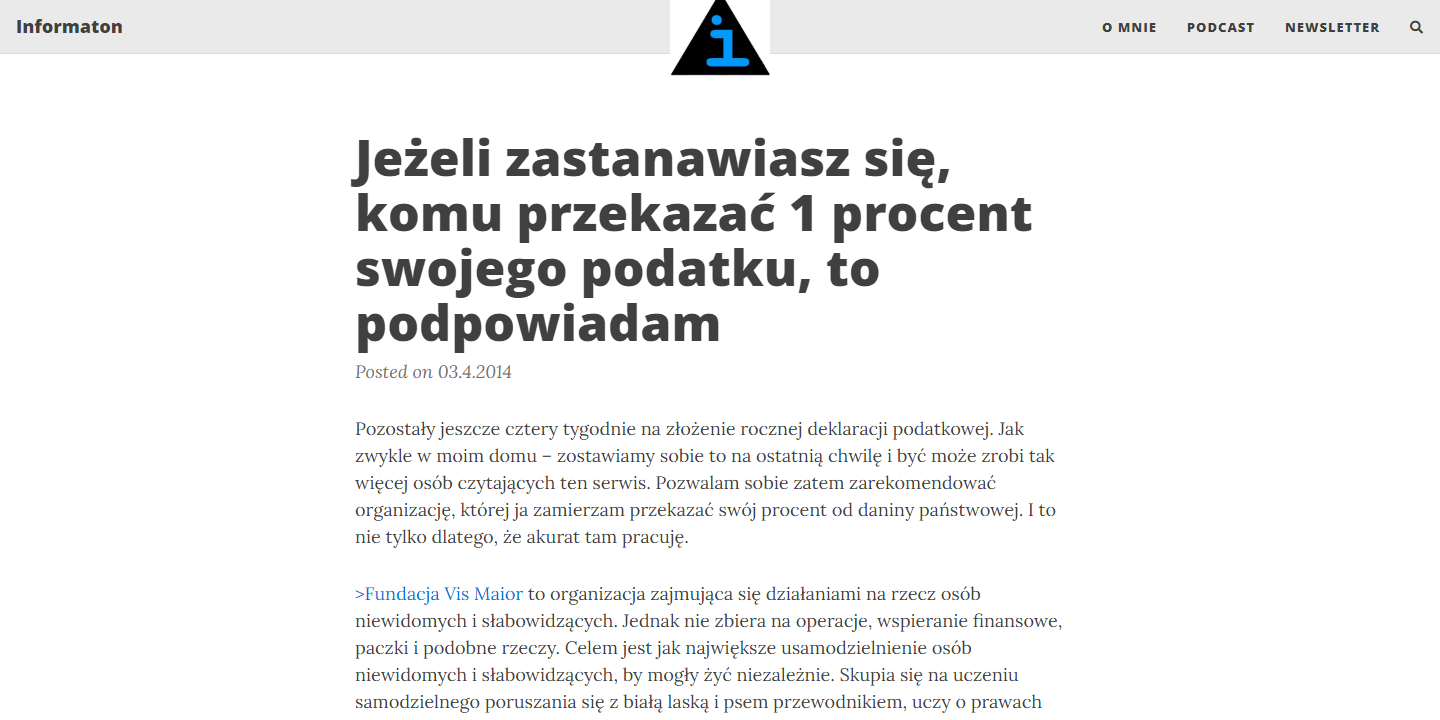 Informaton
i
O MNIE
PODCAST
NEWSLETTER
Jeżeli zastanawiasz się,
komu przekazać 1 procent
swojego podatku, to
podpowiadam
Posted on 03.4.2014
Pozostały jeszcze cztery tygodnie na złożenie rocznej deklaracji podatkowej. Jak
zwykle w moim domu – zostawiamy sobie to na ostatnią chwilę i być może zrobi tak
więcej osób czytających ten serwis. Pozwalam sobie zatem zarekomendować
organizację, której ja zamierzam przekazać swój procent od daniny państwowej. I to
nie tylko dlatego, że akurat tam pracuję.
>Fundacja Vis Maior to organizacja zajmująca się działaniami na rzecz osób
niewidomych i słabowidzących. Jednak nie zbiera na operacje, wspieranie finansowe,
paczki i podobne rzeczy. Celem jest jak największe usamodzielnienie osób
niewidomych i słabowidzących, by mogły żyć niezależnie. Skupia się na uczeniu
samodzielnego poruszania się z białą laską i psem przewodnikiem, uczy o prawach